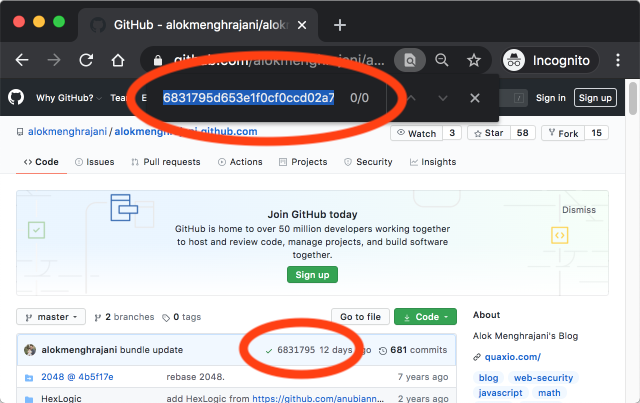 GitHub - alokmenghrajani/alokm
github.com/alokmenghrajani/a...
Incognito
Why GitHub?
6831795d653e1f0cf0ccd02a7
0/0
/
Sign in
Sign up
alokmenghrajani / alokmenghrajani.github.com
Watch 3
Star 58
Fork 15
Code
Issues
Pull requests
Actions
Projects
Security
Insights
Join GitHub today
Dismiss
GitHub is home to over 50 million developers working together
to host and review code, manage projects, and build software
together.
Sign up
master
2 branches
0 tags
Go to file
Code
About
alokmenghrajani bundle update
6831795 12 days ago
681 commits
Alok Menghrajani's Blog
2048 @ 4b5f17e
rebase 2048.
7 years ago
quaxio.com/
blog
web-security
HexLogic
add HexLogic from https://github.com/anubiann...
7 years ago
javascript
math